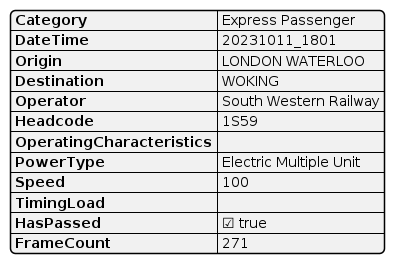 Category Express Passenger
DateTime 20231011_1801
Origin LONDON WATERLOO
Destination WOKING
Operator South Western Railway
Headcode 1S59
OperatingCharacteristics
PowerType Electric Multiple Unit
Speed 100
TimingLoad
HasPassed ☑ true
FrameCount 271